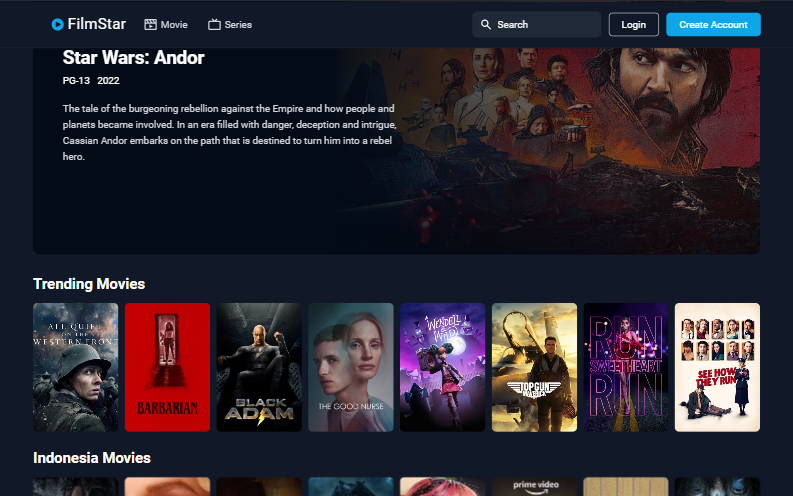 FilmStar
Movie
Series
Search
Login
Create Account
Star Wars: Andor
PG-13 2022
The tale of the burgeoning rebellion against the Empire and how people and
planets became involved. In an era filled with danger, deception and intrigue,
Cassian Andor embarks on the path that is destined to turn him into a rebel
hero.
Trending Movies
ALL QUIET
ON THE
WESTERN FRONT
BARBARIAN
BLACK
ADAM
THE GOOD NURSE
WENDELL
& WILD
TOPGUN
MAVERICK
RUN
SWEETHEART
RUN
SEE HOW
THEY RUN
Indonesia Movies
prime video